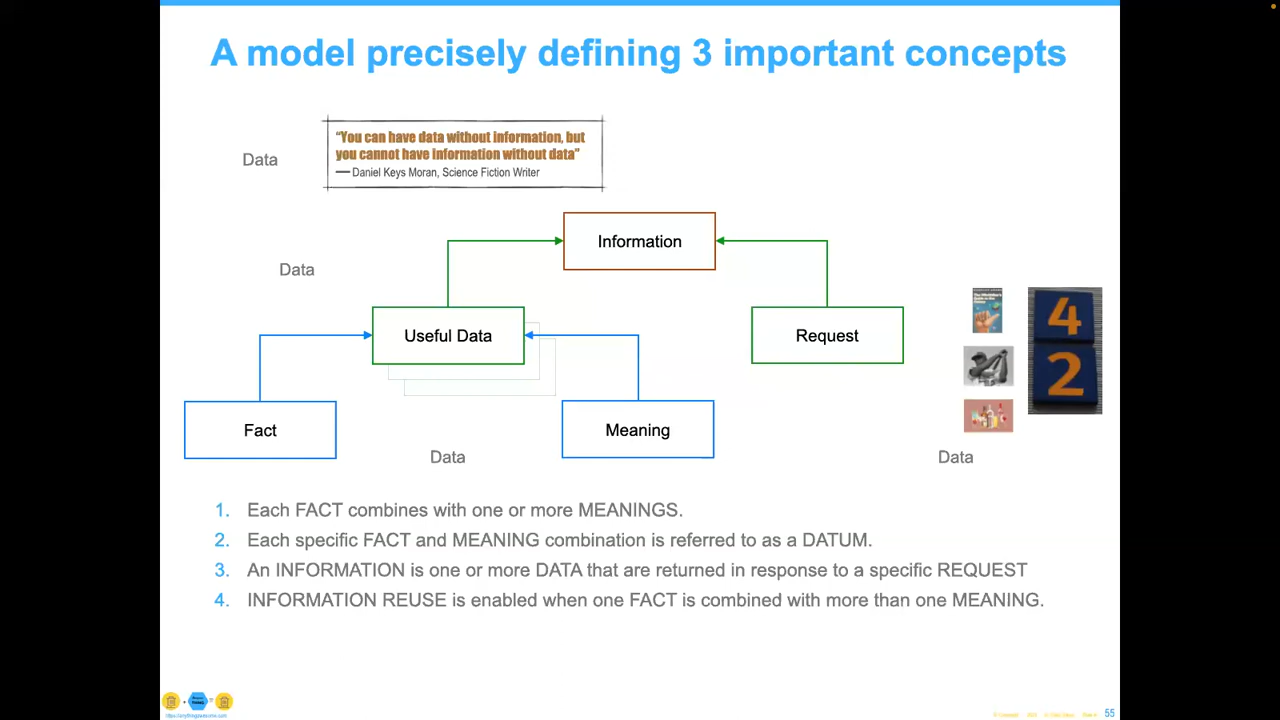 A model precisely defining 3 important concepts
Data
“You can have data without information, but
you cannot have information without data”
— Daniel Keys Moran, Science Fiction Writer
Information
Data
Useful Data
Request
4
2
Fact
Meaning
Data
Data
1. Each FACT combines with one or more MEANINGS.
2. Each specific FACT and MEANING combination is referred to as a DATUM.
3. An INFORMATION is one or more DATA that are returned in response to a specific REQUEST
4. INFORMATION REUSE is enabled when one FACT is combined with more than one MEANING.
55